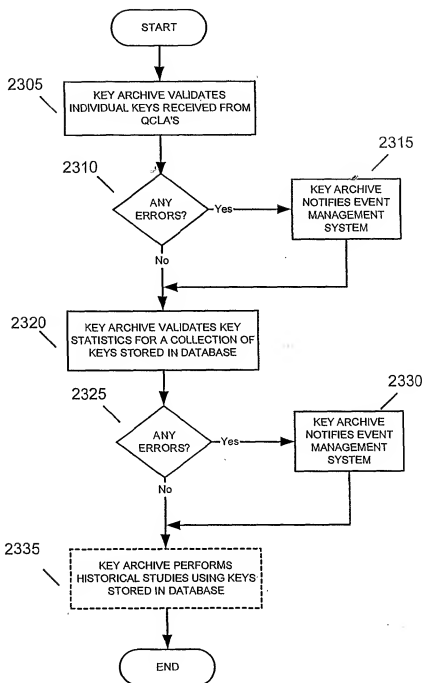 START
2305
KEY ARCHIVE VALIDATES
INDIVIDUAL KEYS RECEIVED FROM
QCLA'S
2310
ANY
ERRORS?
Yes
2315
KEY ARCHIVE
NOTIFIES EVENT
MANAGEMENT
SYSTEM
No
2320
KEY ARCHIVE VALIDATES KEY
STATISTICS FOR A COLLECTION OF
KEYS STORED IN DATABASE
2325
ANY
ERRORS?
Yes
2330
KEY ARCHIVE
NOTIFIES EVENT
MANAGEMENT
SYSTEM
No
2335
KEY ARCHIVE PERFORMS
HISTORICAL STUDIES USING KEYS
STORED IN DATABASE
END